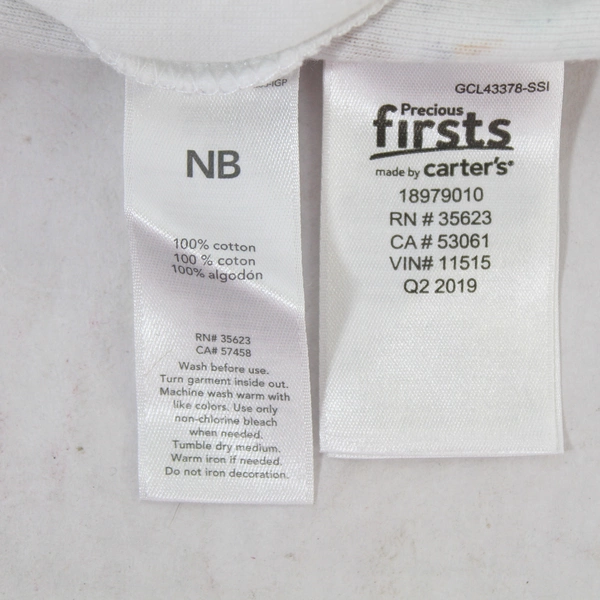 NB
100% cotton
100 % coton
100% algodón
RN# 35623
CA# 57458
Wash before use.
Turn garment inside out.
Machine wash warm with
like colors. Use only
non-chlorine bleach
when needed.
Tumble dry medium.
Warm iron if needed.
Do not iron decoration.
GCL43378-SSI
Precious
firsts
made by carter's
18979010
RN # 35623
CA # 53061
VIN# 11515
Q2 2019